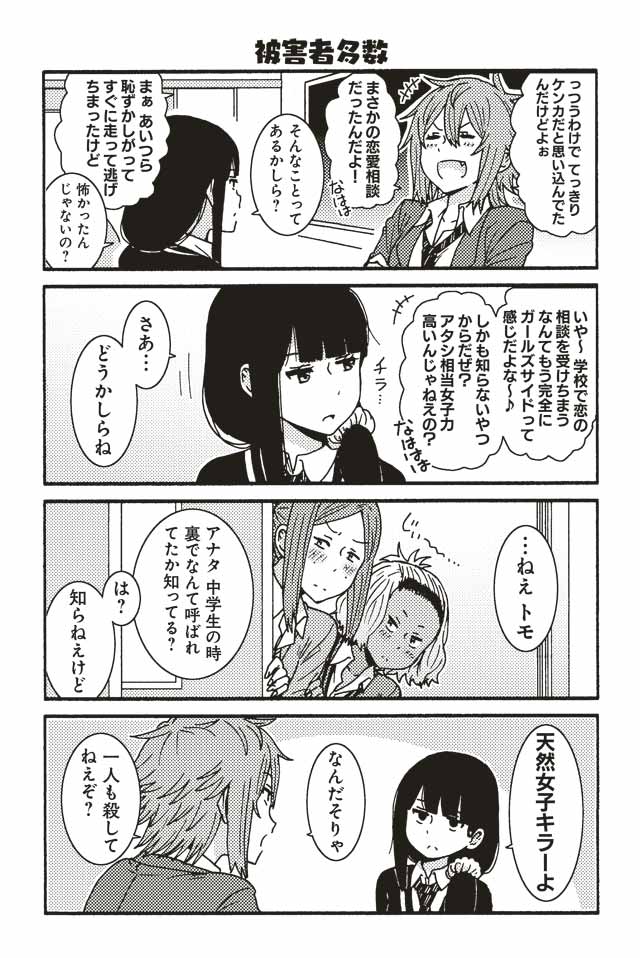 被害者多数
っつうわけで てっきり
ケンカだと思い込んでた
んだけどよぉ
まさかの恋愛相談
だったんだよ!
なはは
そんなことって
あるかしら?
まぁ あいつら
恥ずかしがって
すぐに走って逃げ
ちまったけど
怖かったん
じゃないの?
いや〜 学校で恋の
相談を受けちまう
なんてもう完全に
ガールズサイドって
感じだよな〜♪
しかも知らないやつ
からだぜ?
アタシ相当女子力
高いんじゃねえの?
なはは
チラ…
さあ…
どうかしらね
…ねえ トモ
じ〜
アナタ 中学生の時
裏でなんて呼ばれ
てたか知ってる?
は?
知らねえけど
天然女子キラーよ
なんだそりゃ
一人も殺して
ねえぞ?